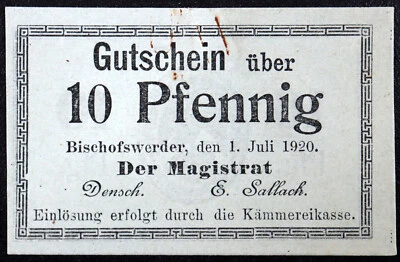 Gutschein über
10 Pfennig
Bischofswerder, den 1. Juli 1920.
Der Magistrat
Densch. E. Sallach.
Einlösung erfolgt durch die Kämmereikasse.